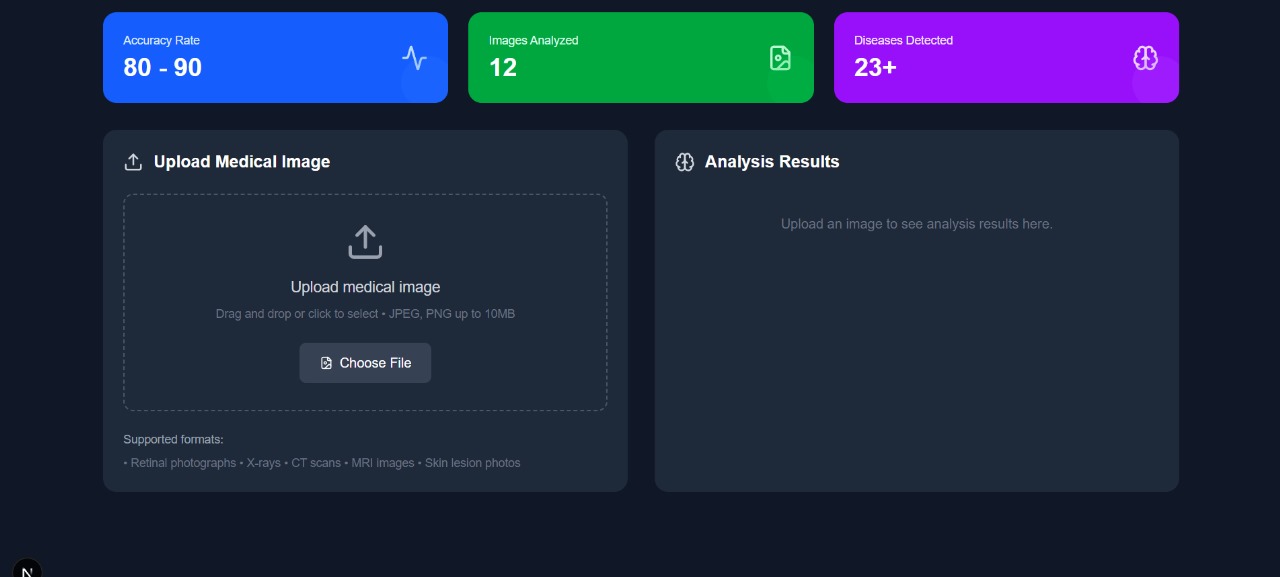 Accuracy Rate
80 - 90
Images Analyzed
12
Diseases Detected
23+
Upload Medical Image
Upload medical image
Drag and drop or click to select • JPEG, PNG up to 10MB
Choose File
Supported formats:
• Retinal photographs • X-rays • CT scans • MRI images • Skin lesion photos
Analysis Results
Upload an image to see analysis results here.
N